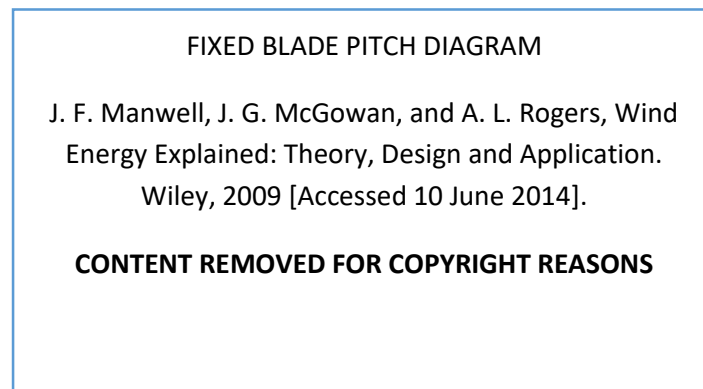 FIXED BLADE PITCH DIAGRAM
J. F. Manwell, J. G. McGowan, and A. L. Rogers, Wind
Energy Explained: Theory, Design and Application.
Wiley, 2009 [Accessed 10 June 2014].
CONTENT REMOVED FOR COPYRIGHT REASONS